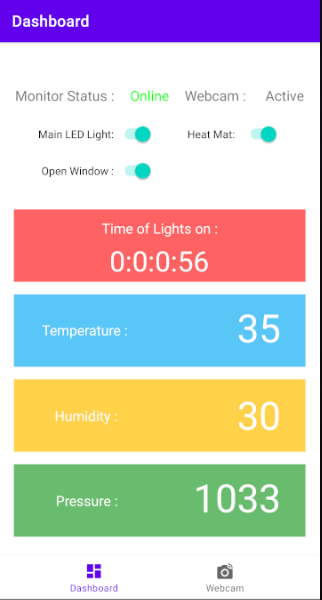 Dashboard
Monitor Status : Online Webcam : Active
Main LED Light: Heat Mat:
Open Window :
Time of Lights on :
0:0:0:56
Temperature : 35
Humidity : 30
Pressure : 1033
Dashboard Webcam